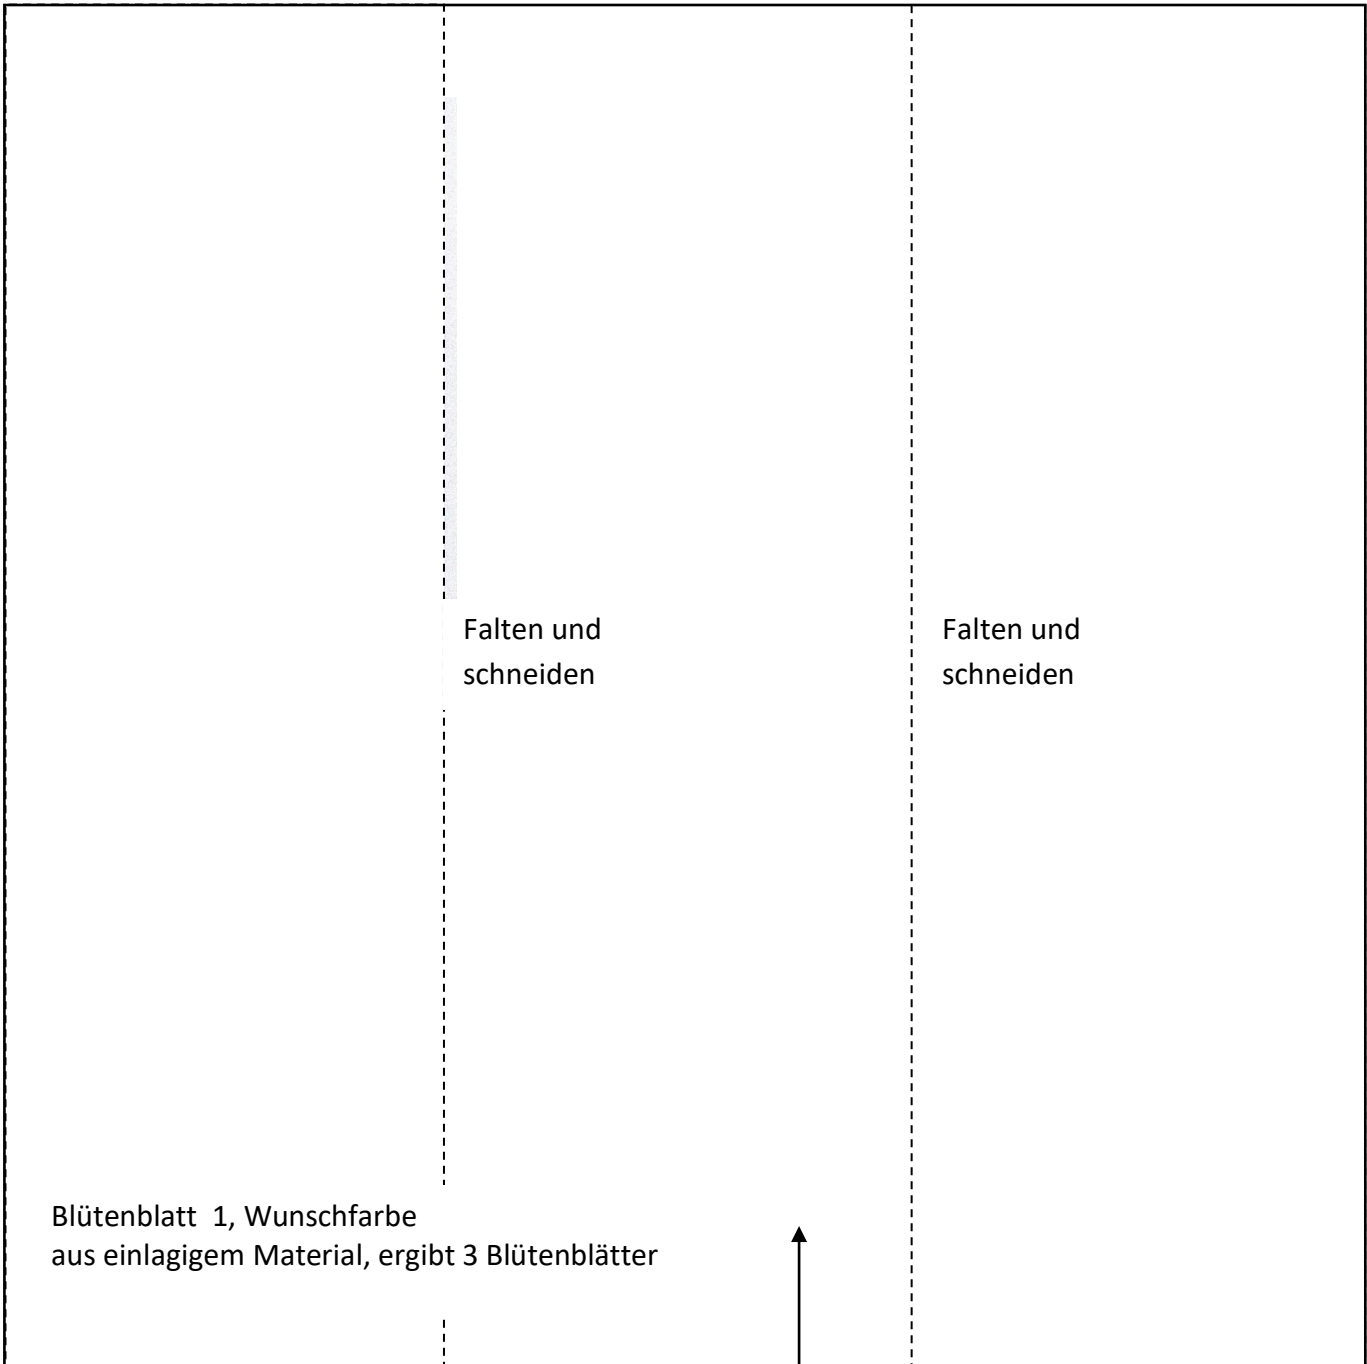 Falten und
schneiden
Falten und
schneiden
Blütenblatt  1, Wunschfarbe
aus einlagigem Material, ergibt 3 Blütenblätter